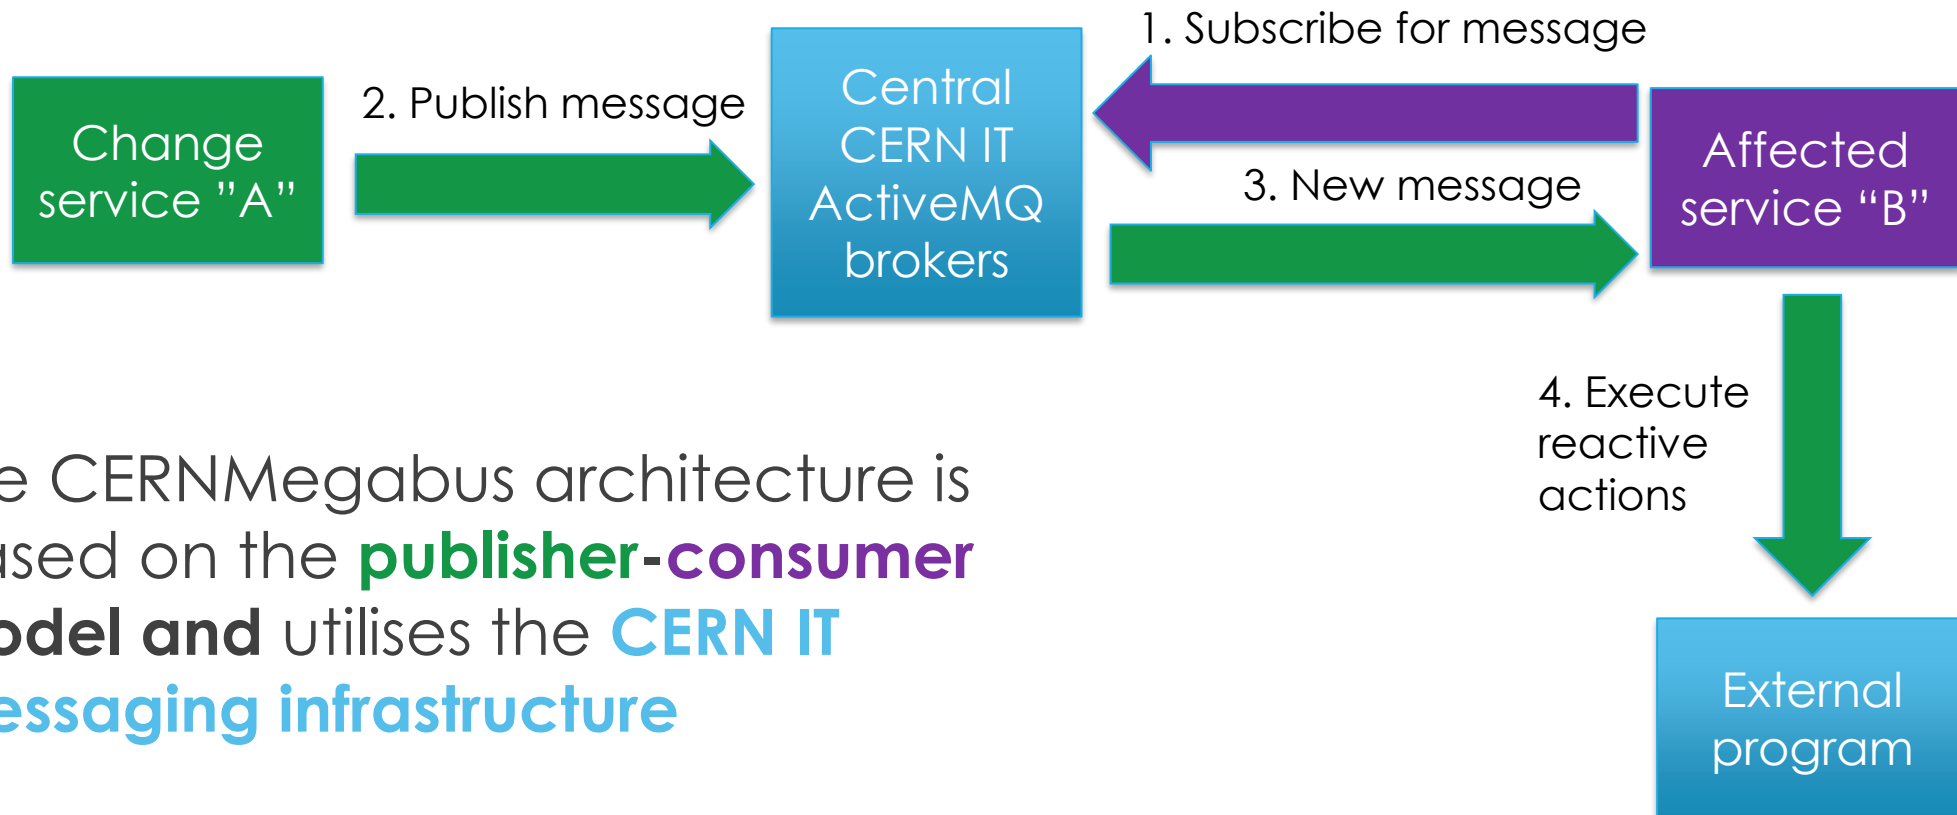 1. Subscribe for message
2. Publish message
Change
service ”A”
Central
CERN IT
ActiveMQ
brokers
3. New message
Affected
service “B”
4. Execute
reactive
actions
e CERNMegabus architecture is
ased on the publisher-consumer
odel and utilises the CERN IT
essaging infrastructure
External
program